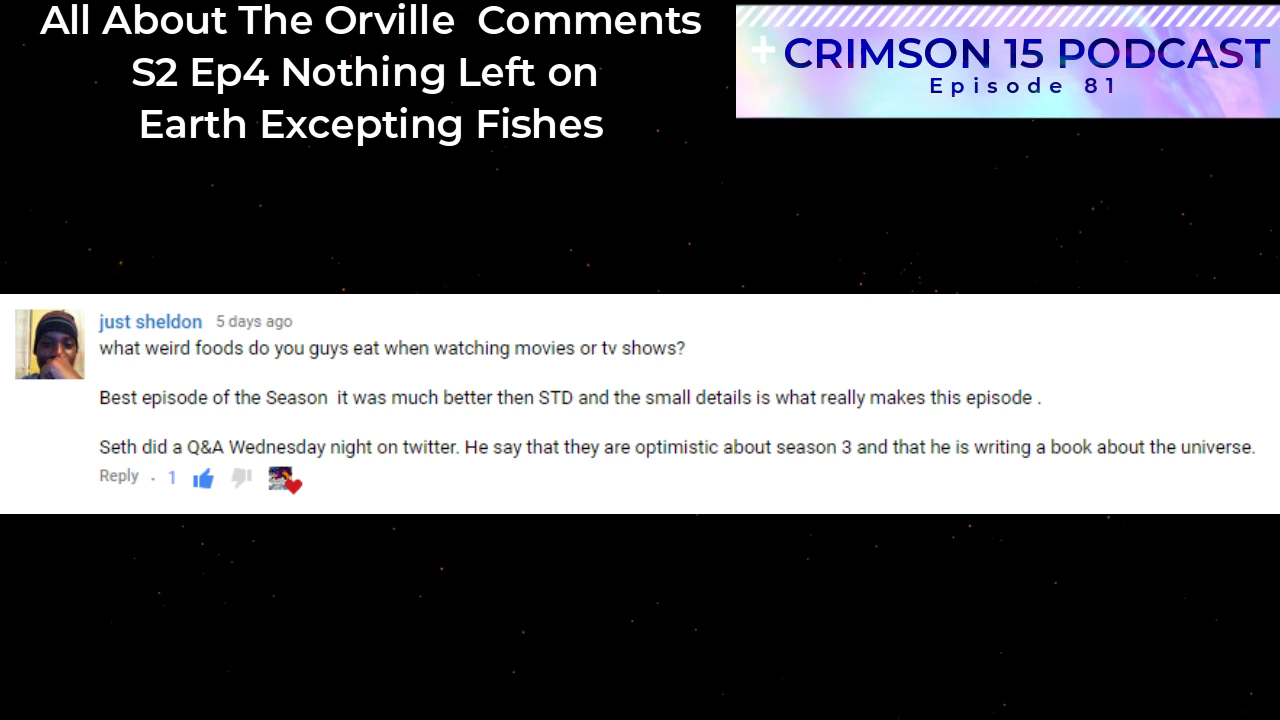 All About The Orville  Comments
S2 Ep4 Nothing Left on
Earth Excepting Fishes
+ CRIMSON 15 PODCAST
Episode 81
just sheldon 5 days ago
what weird foods do you guys eat when watching movies or tv shows?
Best episode of the Season  it was much better then STD and the small details is what really makes this episode .
Seth did a Q&A Wednesday night on twitter. He say that they are optimistic about season 3 and that he is writing a book about the universe.
Reply . 1